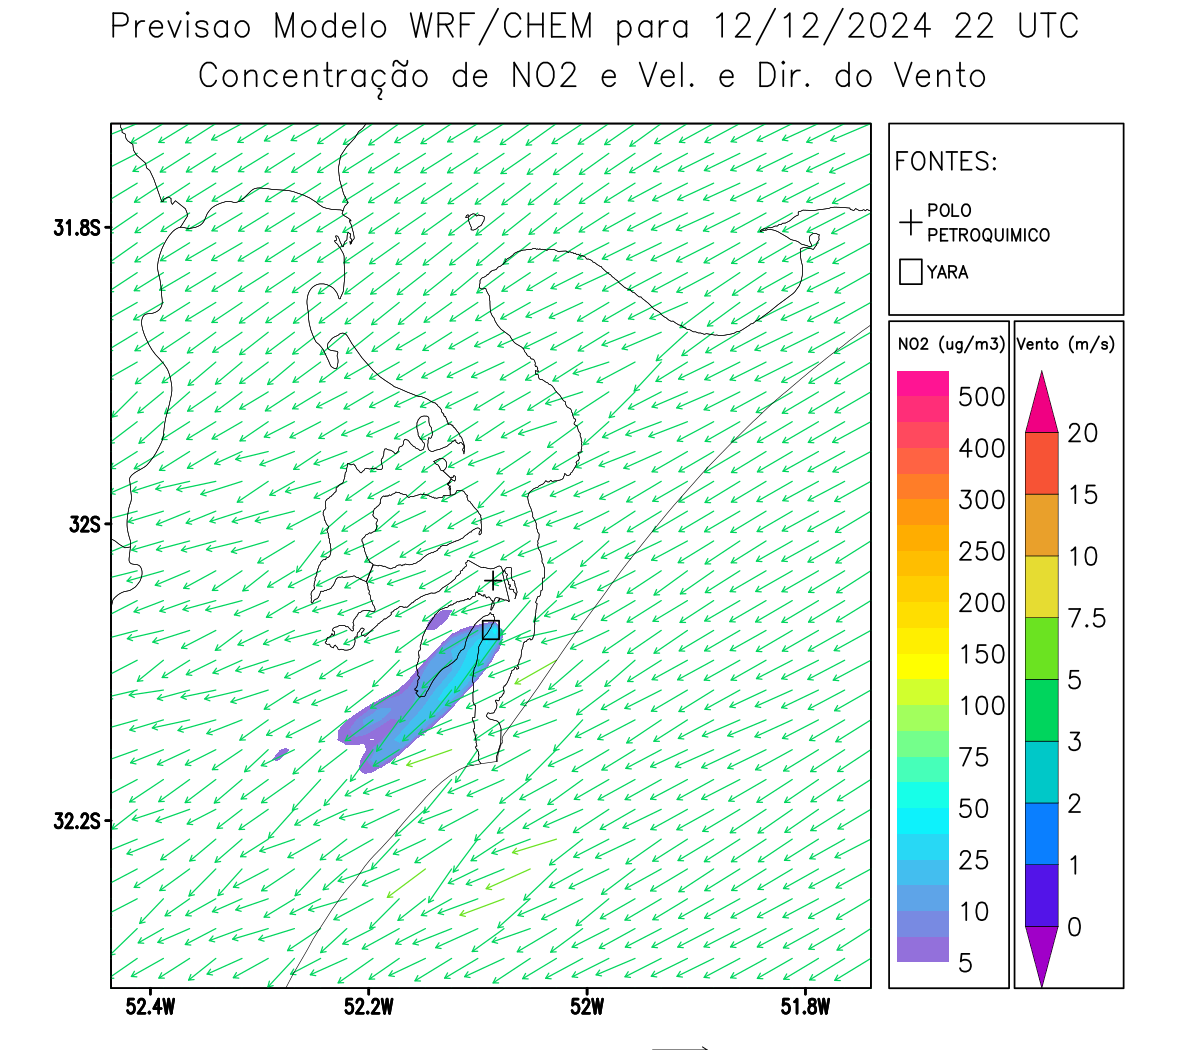 Previsao Modelo WRF/CHEM para 12/12/2024 22 UTC
Concentração de NO2 e Vel. e Dir. do Vento
FONTES:
POLO
PETROQUIMICO
YARA
31.8S
32S
32.2S
52.4W
52.2W
52W
51.8W
NO2 (ug/m3)
500
400
300
250
200
150
100
75
50
25
10
5
Vento (m/s)
20
15
10
7.5
5
3
2
1
0